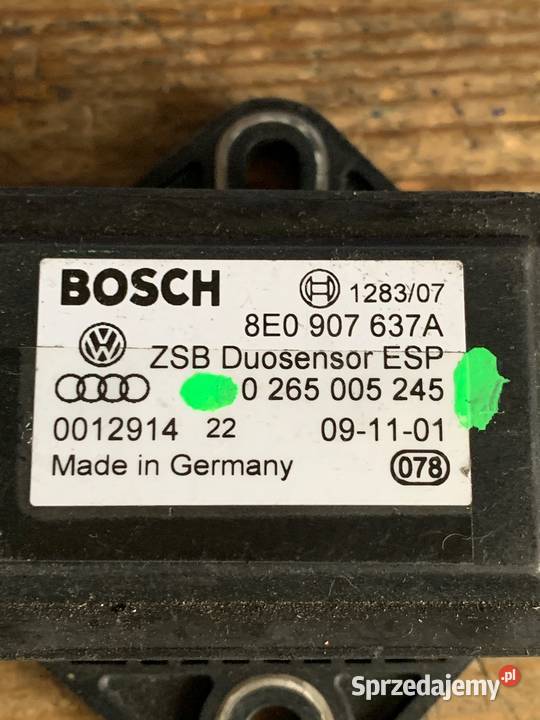 BOSCH 1283/07
8E0 907 637A
ZSB Duosensor ESP
0 265 005 245
0012914 22 09-11-01
Made in Germany 078
Sprzedajemy.pl